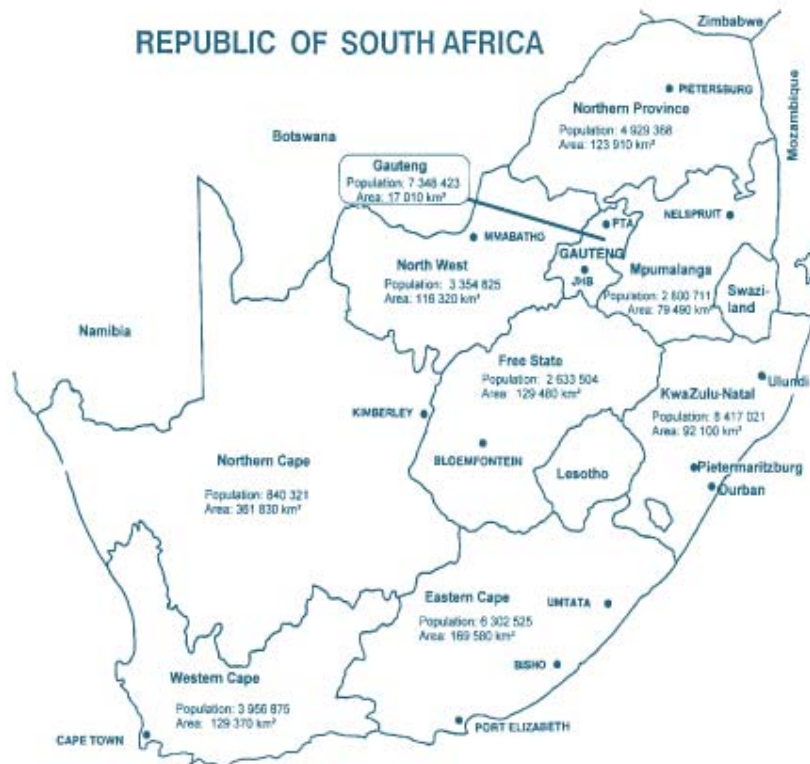 REPUBLIC OF SOUTH AFRICA
Zimbabwe
Mozambique
PIETERSBURG
Northern Province
Population: 4 929 368
Area: 123 910 km²
Botswana
Gauteng
Population: 7 348 423
Area: 17 010 km²
PTA
NELSPRUIT
MMABATHO
GAUTENG
North West
Population: 3 354 825
Area: 116 320 km²
JHB
Mpumalanga
Population: 2 800 711
Area: 79 490 km²
Swazi-
land
Namibia
Free State
Population: 2 633 504
Area: 129 480 km²
Ulundi
KwaZulu-Natal
Population: 8 417 021
Area: 92 100 km²
KIMBERLEY
BLOEMFONTEIN
Lesotho
Pietermaritzburg
Durban
Northern Cape
Population: 840 321
Area: 361 830 km²
Eastern Cape
UMTATA
Population: 6 302 525
Area: 169 580 km²
BISHO
Western Cape
Population: 3 956 875
Area: 129 370 km²
PORT ELIZABETH
CAPE TOWN